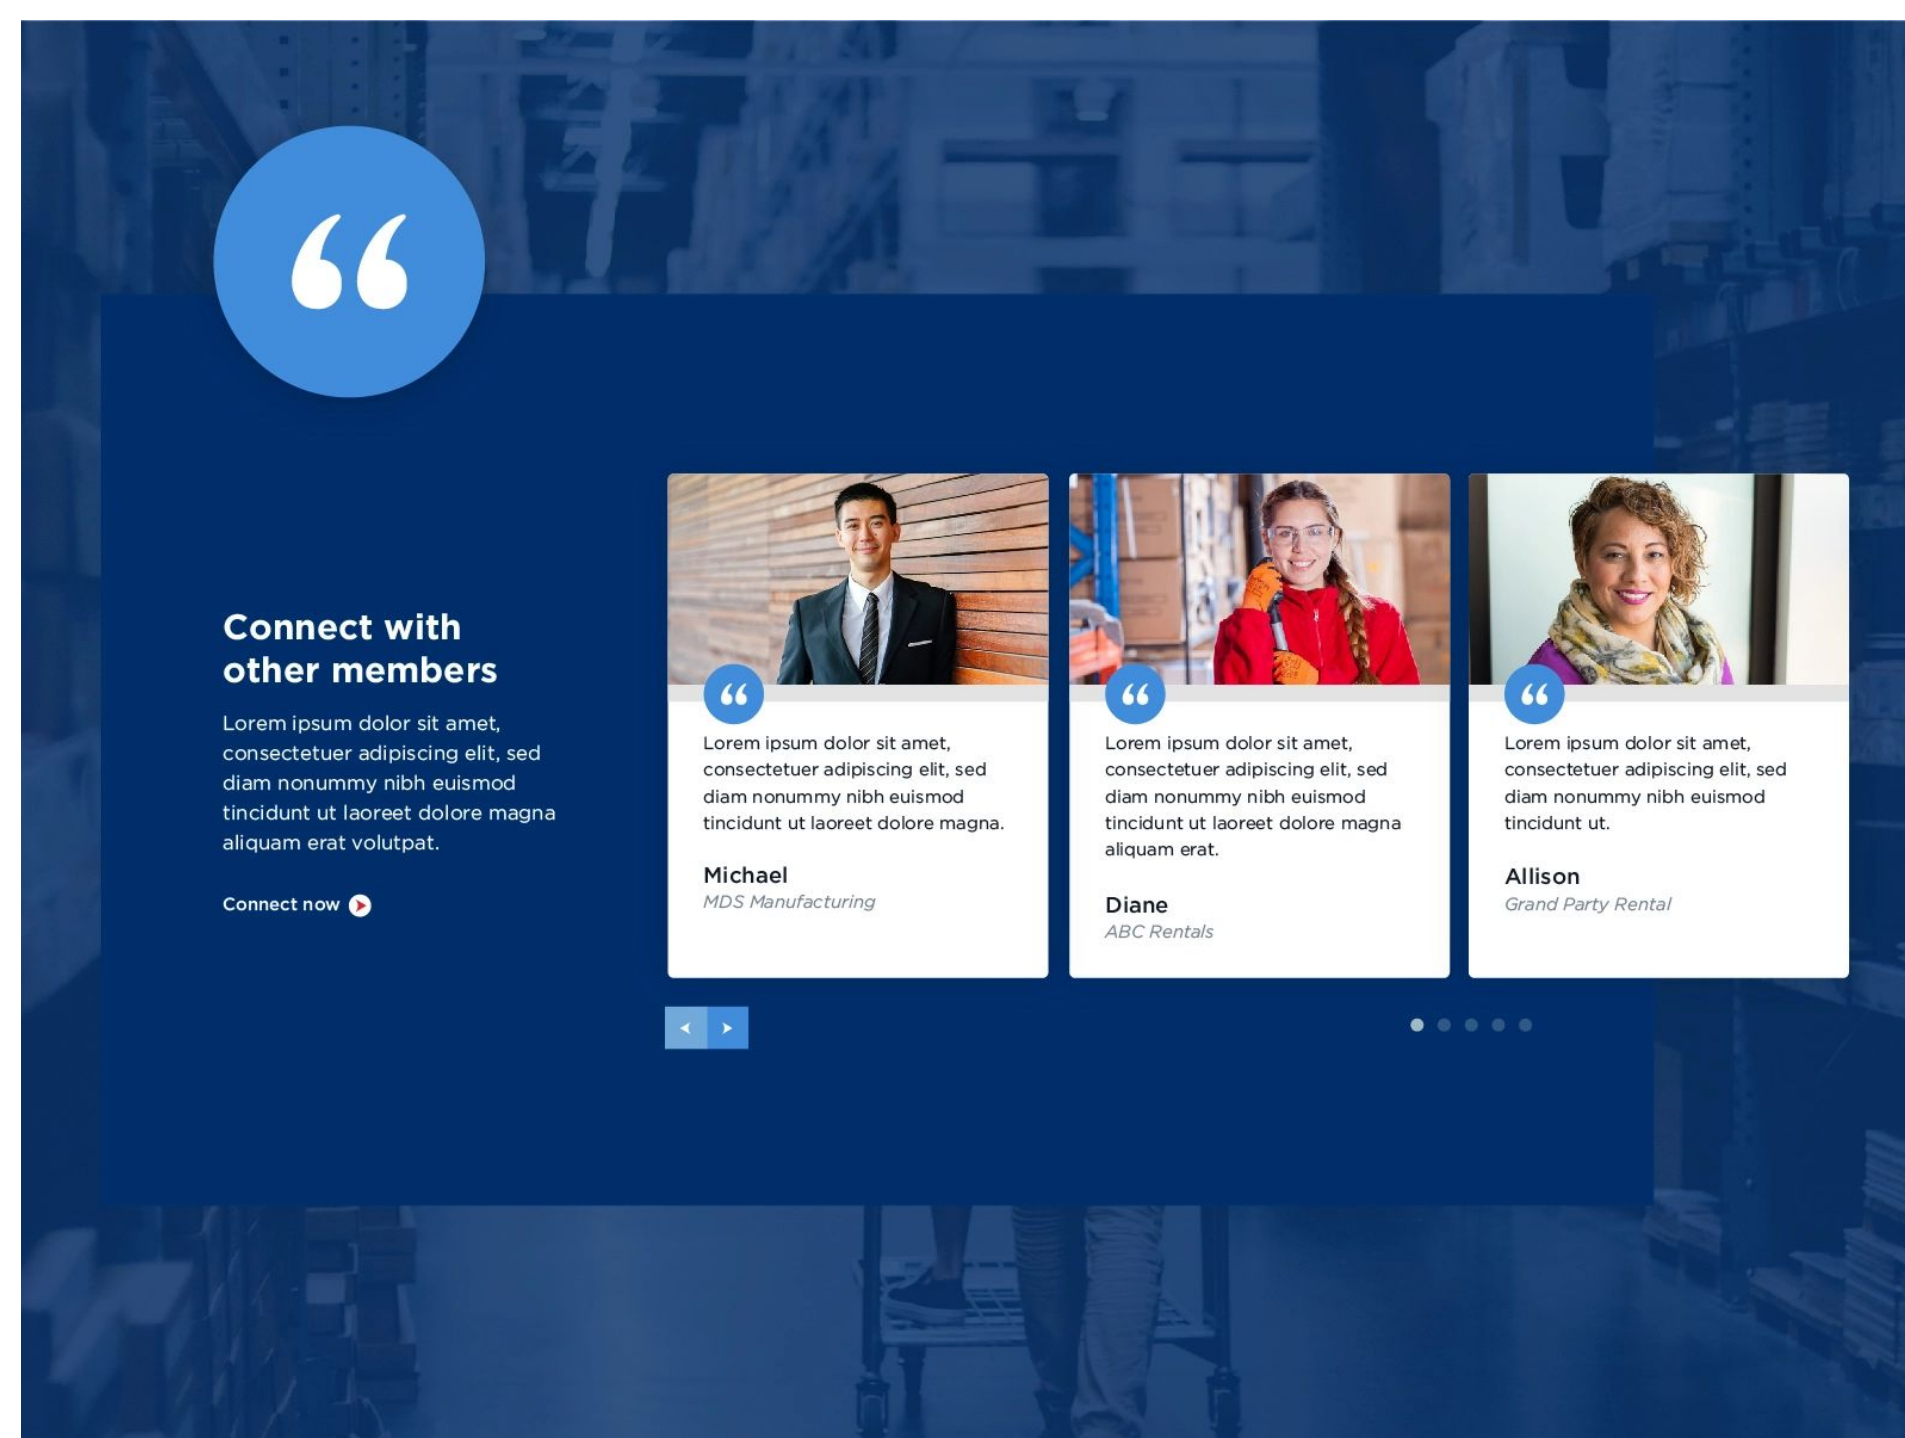 “
Connect with
other members
Lorem ipsum dolor sit amet,
consectetuer adipiscing elit, sed
diam nonummy nibh euismod
tincidunt ut laoreet dolore magna
aliquam erat volutpat.
Connect now
“
Lorem ipsum dolor sit amet,
consectetuer adipiscing elit, sed
diam nonummy nibh euismod
tincidunt ut laoreet dolore magna.
Michael
MDS Manufacturing
“
Lorem ipsum dolor sit amet,
consectetuer adipiscing elit, sed
diam nonummy nibh euismod
tincidunt ut laoreet dolore magna
aliquam erat.
Diane
ABC Rentals
“
Lorem ipsum dolor sit amet,
consectetuer adipiscing elit, sed
diam nonummy nibh euismod
tincidunt ut.
Allison
Grand Party Rental